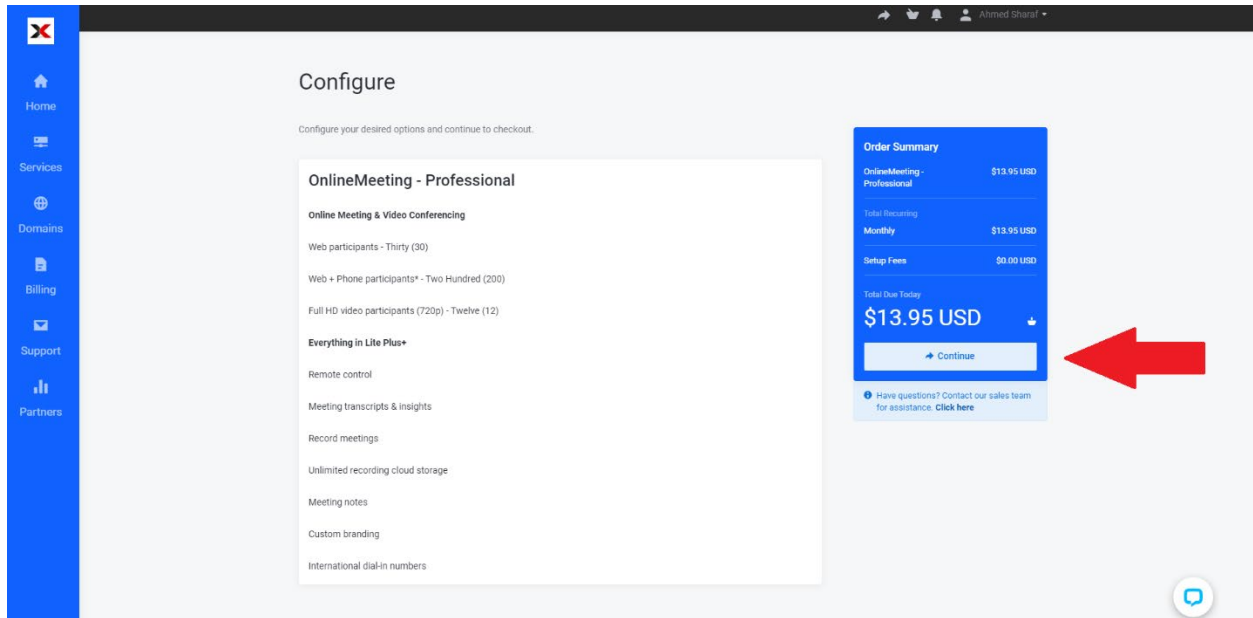 Ahmed Sharaf
Home
Services
Domains
Billing
Support
Partners
Configure
Configure your desired options and continue to checkout.
OnlineMeeting - Professional
Online Meeting & Video Conferencing
Web participants - Thirty (30)
Web + Phone participants* - Two Hundred (200)
Full HD video participants (720p) - Twelve (12)
Everything in Lite Plus+
Remote control
Meeting transcripts & insights
Record meetings
Unlimited recording cloud storage
Meeting notes
Custom branding
International dial-in numbers
Order Summary
OnlineMeeting - $13.95 USD
Professional
Total Recurring
Monthly $13.95 USD
Setup Fees $0.00 USD
Total Due Today
$13.95 USD
Continue
Have questions? Contact our sales team
for assistance. Click here